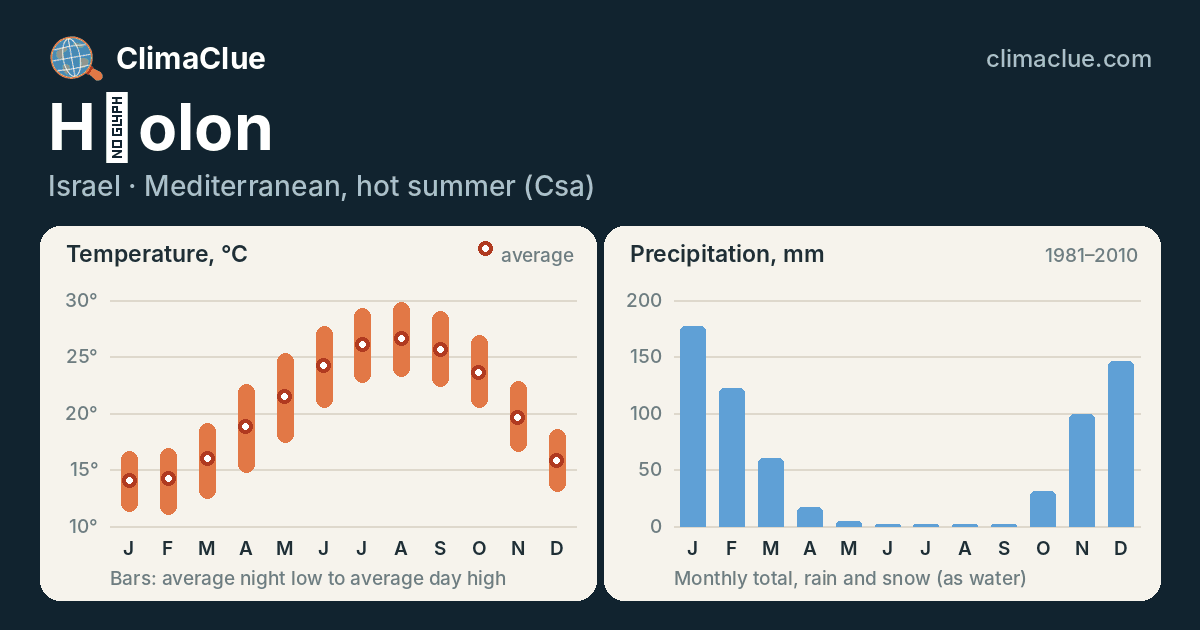 ClimaClue
climaclue.com
H NO GLYPH olon
Israel · Mediterranean, hot summer (Csa)
Temperature, °C
average
30°
25°
20°
15°
10°
J F M A M J J A S O N D
Bars: average night low to average day high
Precipitation, mm
1981–2010
200
150
100
50
0
J F M A M J J A S O N D
Monthly total, rain and snow (as water)